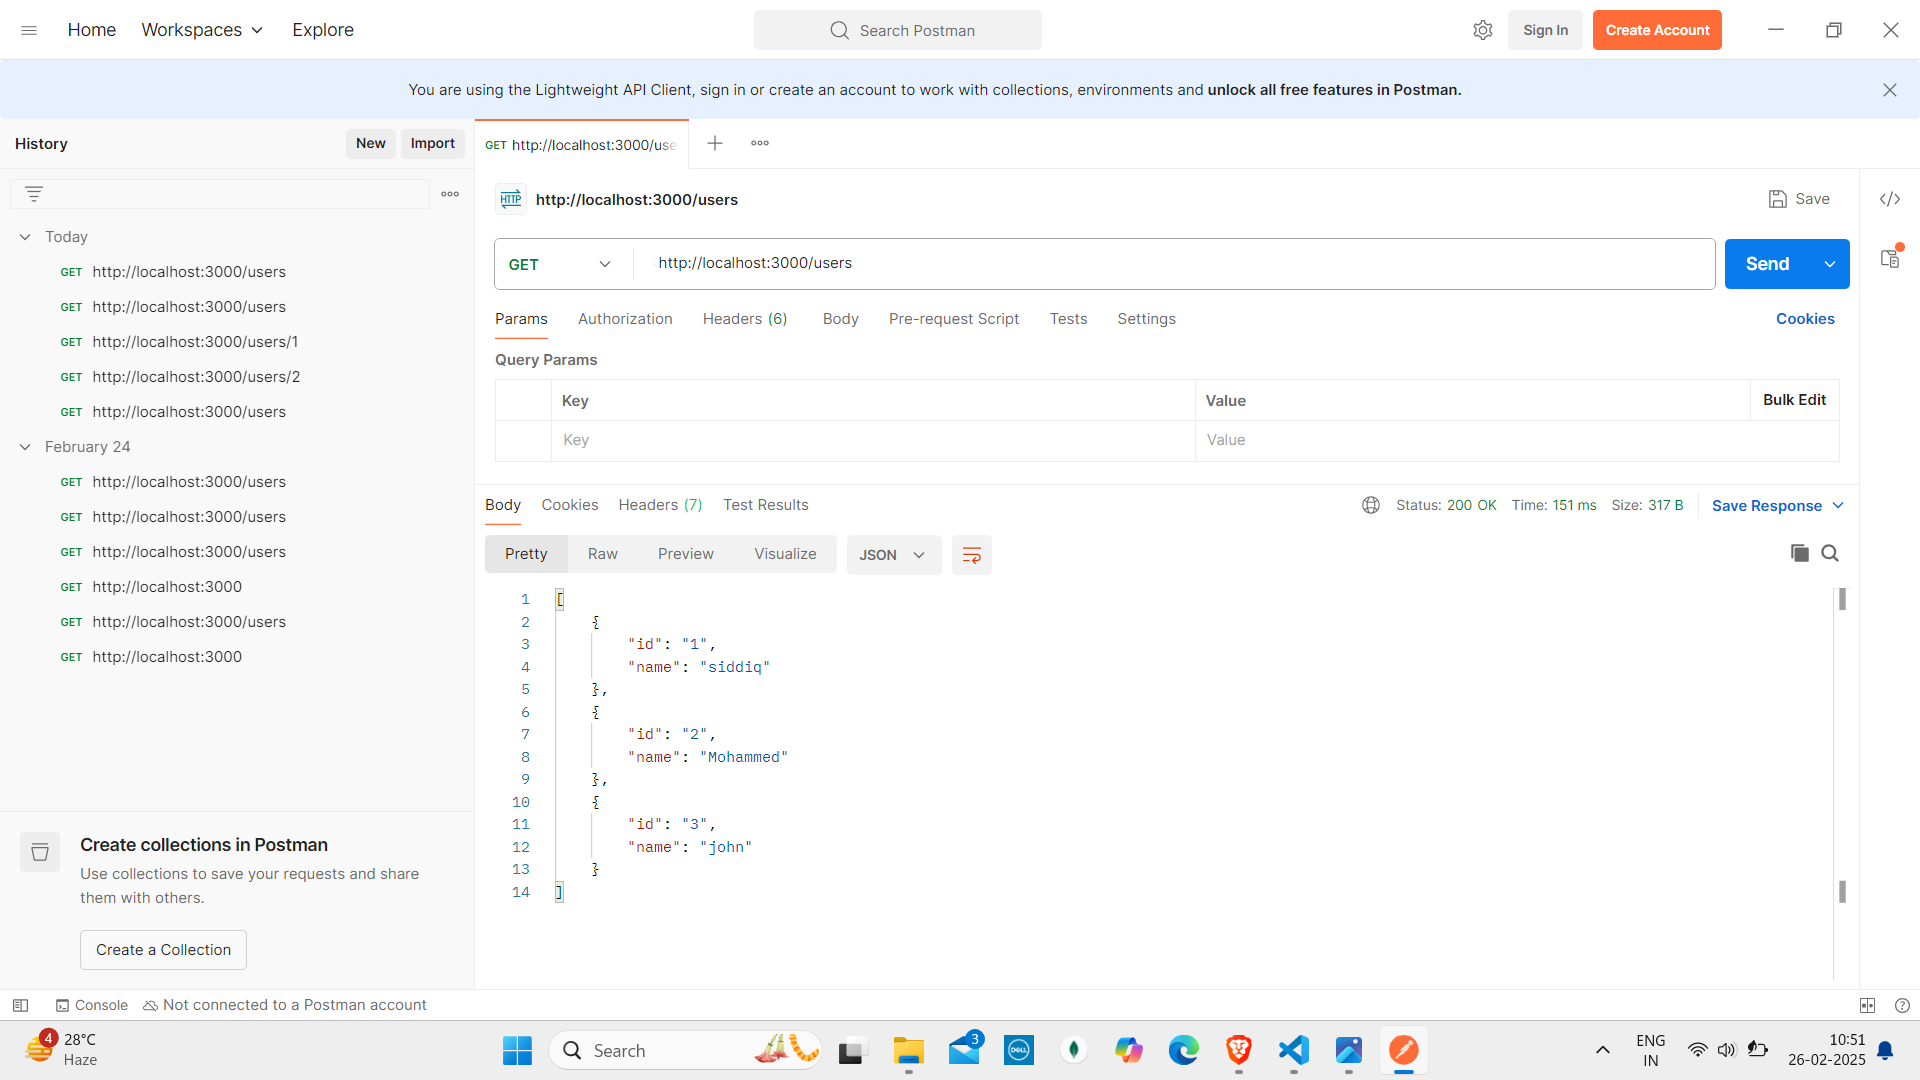 Home Workspaces Explore Search Postman Sign In Create Account
You are using the Lightweight API Client, sign in or create an account to work with collections, environments and unlock all free features in Postman.
History New Import
GET http://localhost:3000/use
HTTP http://localhost:3000/users Save
Today
GET http://localhost:3000/users
GET http://localhost:3000/users
GET http://localhost:3000/users/1
GET http://localhost:3000/users/2
GET http://localhost:3000/users
February 24
GET http://localhost:3000/users
GET http://localhost:3000/users
GET http://localhost:3000/users
GET http://localhost:3000
GET http://localhost:3000/users
GET http://localhost:3000
Create collections in Postman
Use collections to save your requests and share
them with others.
Create a Collection
GET http://localhost:3000/users Send
Params Authorization Headers (6) Body Pre-request Script Tests Settings Cookies
Query Params
Key Value Bulk Edit
Key Value
Body Cookies Headers (7) Test Results Status: 200 OK Time: 151 ms Size: 317 B Save Response
Pretty Raw Preview Visualize JSON
1 [
2 {
3 "id": "1",
4 "name": "siddiq"
5 },
6 {
7 "id": "2",
8 "name": "Mohammed"
9 },
10 {
11 "id": "3",
12 "name": "john"
13 }
14 ]
Console Not connected to a Postman account
4 28°C
Haze
Search
3
DELL
ENG
IN
10:51
26-02-2025